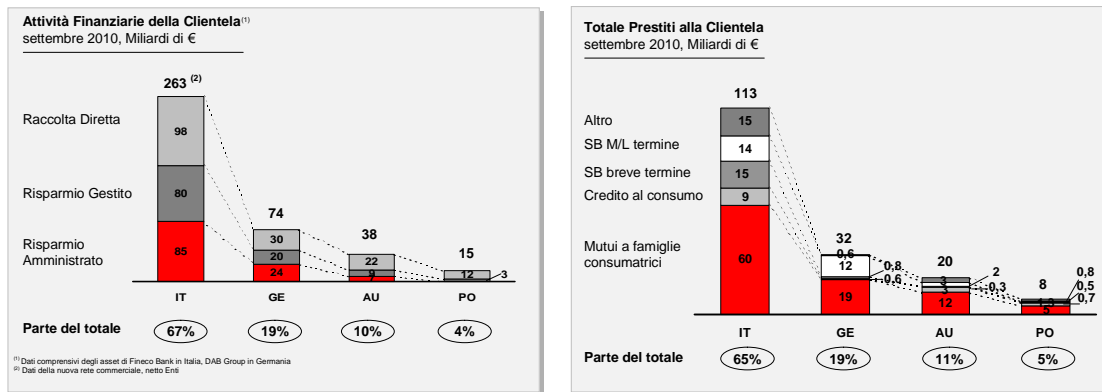 Attività Finanziarie della Clientela(1)
settembre 2010, Miliardi di €
263 (2)
Raccolta Diretta
98
Risparmio Gestito
80
Risparmio
Amministrato
85
74
30
20
24
38
22
9
7
15
12
3
IT GE AU PO
Parte del totale 67% 19% 10% 4%
(1) Dati comprensivi degli asset di Fineco Bank in Italia, DAB Group in Germania
(2) Dati della nuova rete commerciale, netto Enti
Totale Prestiti alla Clientela
settembre 2010, Miliardi di €
113
Altro
15
SB M/L termine
14
SB breve termine
15
Credito al consumo
9
Mutui a famiglie
consumatrici
60
32
0,6
12
0,8
0,6
19
20
3
2
0,3
3
12
8
0,8
0,5
1,3
0,7
5
IT GE AU PO
Parte del totale 65% 19% 11% 5%